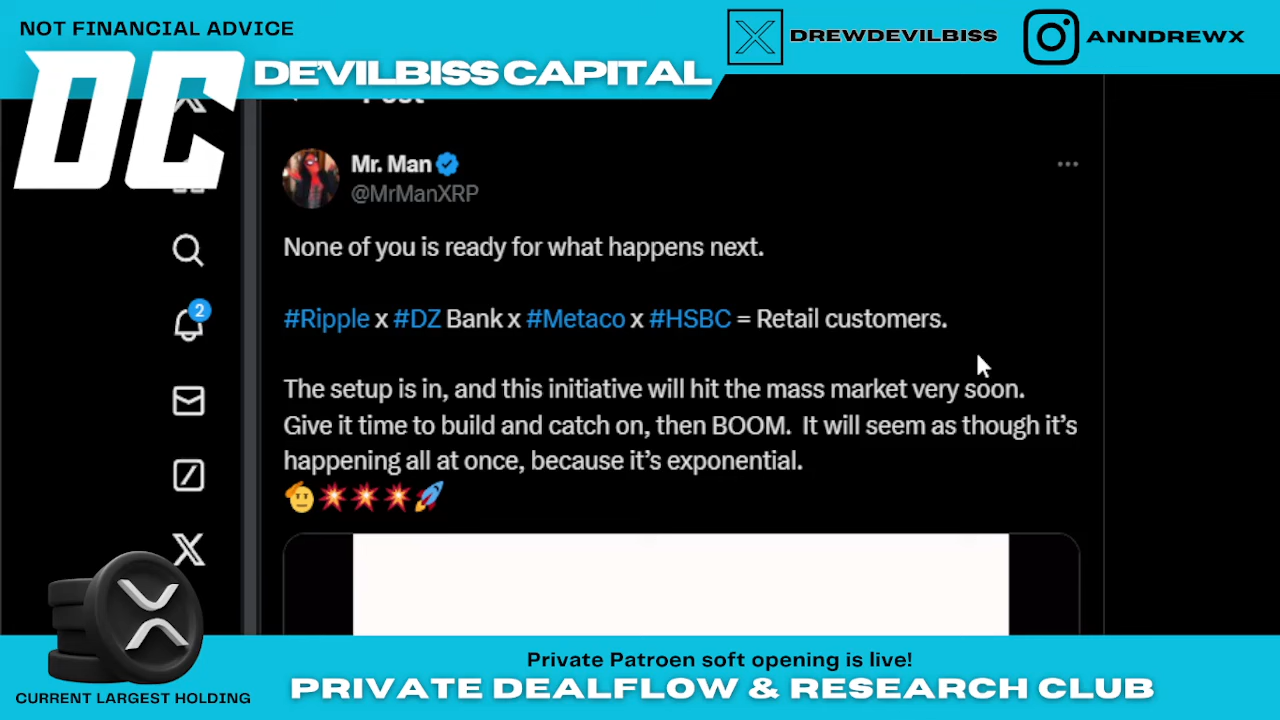 NOT FINANCIAL ADVICE
DC
DE'VILBISS CAPITAL
DREWDEVILBISS
ANNDREWX
Post
Mr. Man
@MrManXRP
None of you is ready for what happens next.
#Ripple x #DZ Bank x #Metaco x #HSBC = Retail customers.
The setup is in, and this initiative will hit the mass market very soon.
Give it time to build and catch on, then BOOM.  It will seem as though it's
happening all at once, because it's exponential.
🫡💥💥💥🚀
2
CURRENT LARGEST HOLDING
Private Patroen soft opening is live!
PRIVATE DEALFLOW & RESEARCH CLUB